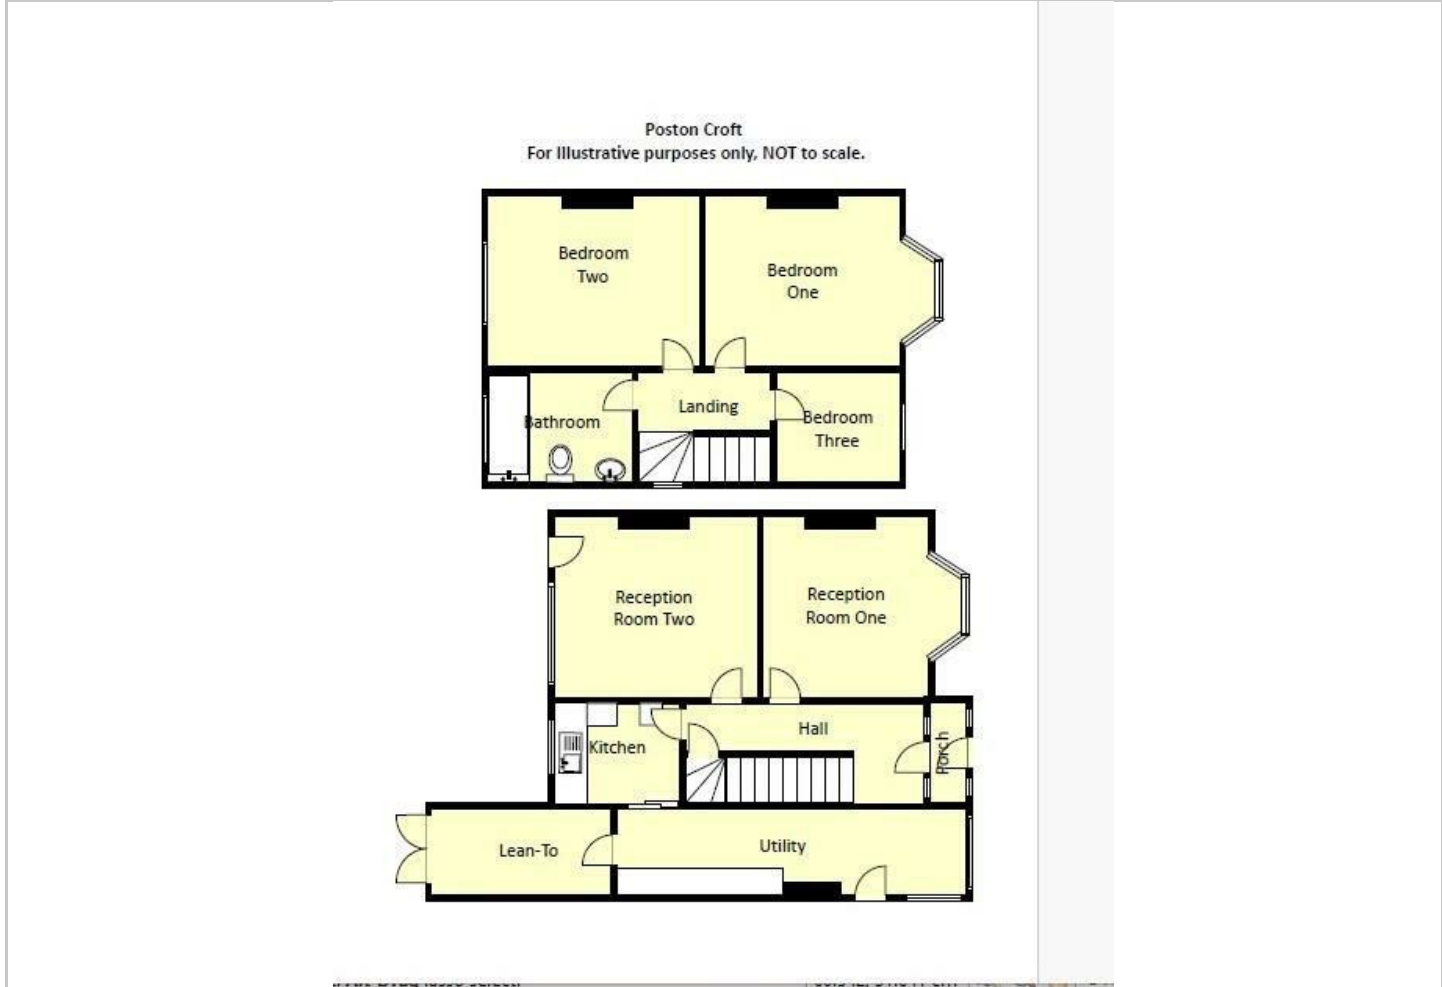 Poston Croft
For Illustrative purposes only, NOT to scale.
Bedroom
Two
Bedroom
One
Bathroom
Landing
Bedroom
Three
Reception
Room Two
Reception
Room One
Kitchen
Hall
Porch
Lean-To
Utility